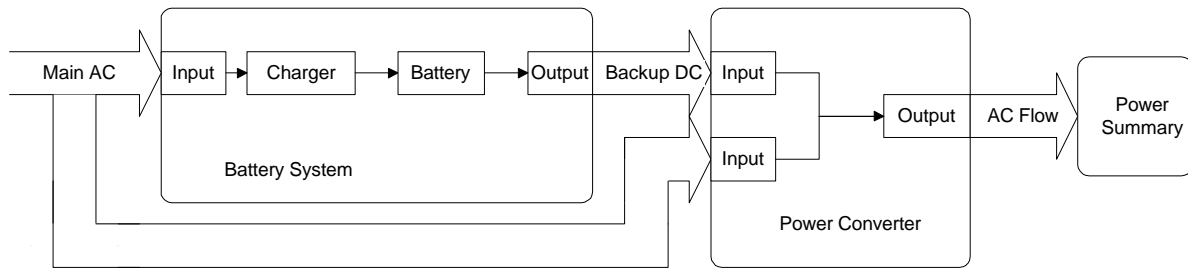 Main AC
Input
Charger
Battery
Output
Backup DC
Input
Output
AC Flow
Power
Summary
Input
Battery System
Power Converter